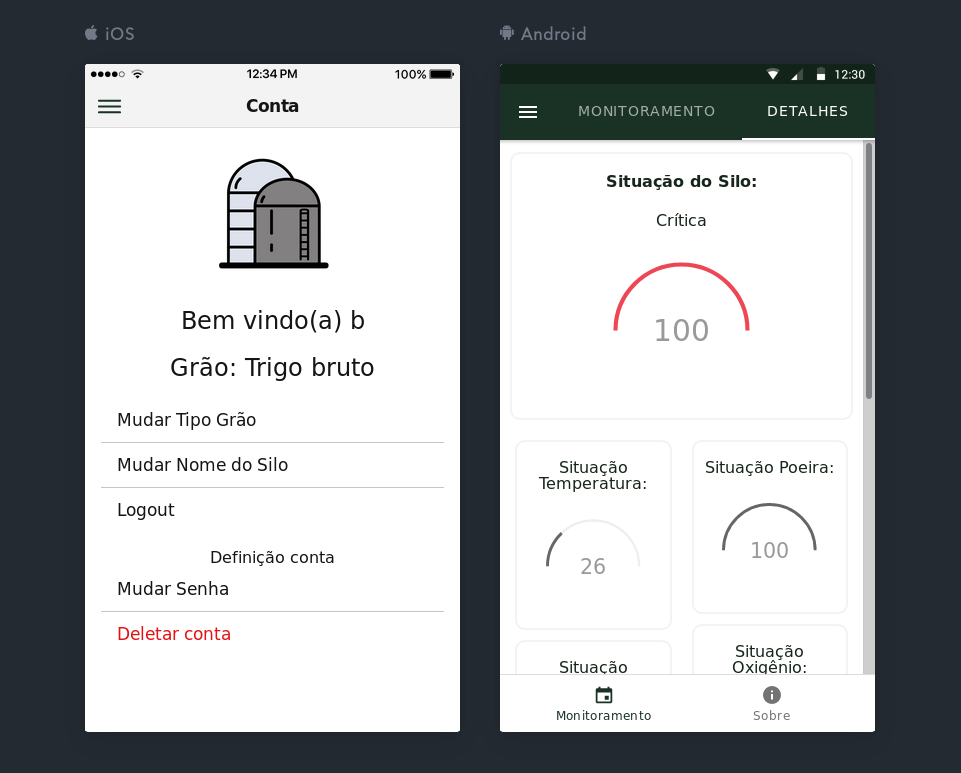 iOS
12:34 PM
100%
Conta
Bem vindo(a) b
Grão: Trigo bruto
Mudar Tipo Grão
Mudar Nome do Silo
Logout
Definição conta
Mudar Senha
Deletar conta
Android
12:30
MONITORAMENTO
DETALHES
Situação do Silo:
Crítica
100
Situação
Temperatura:
26
Situação Poeira:
100
Situação
Situação
Oxigênio:
Monitoramento
Sobre